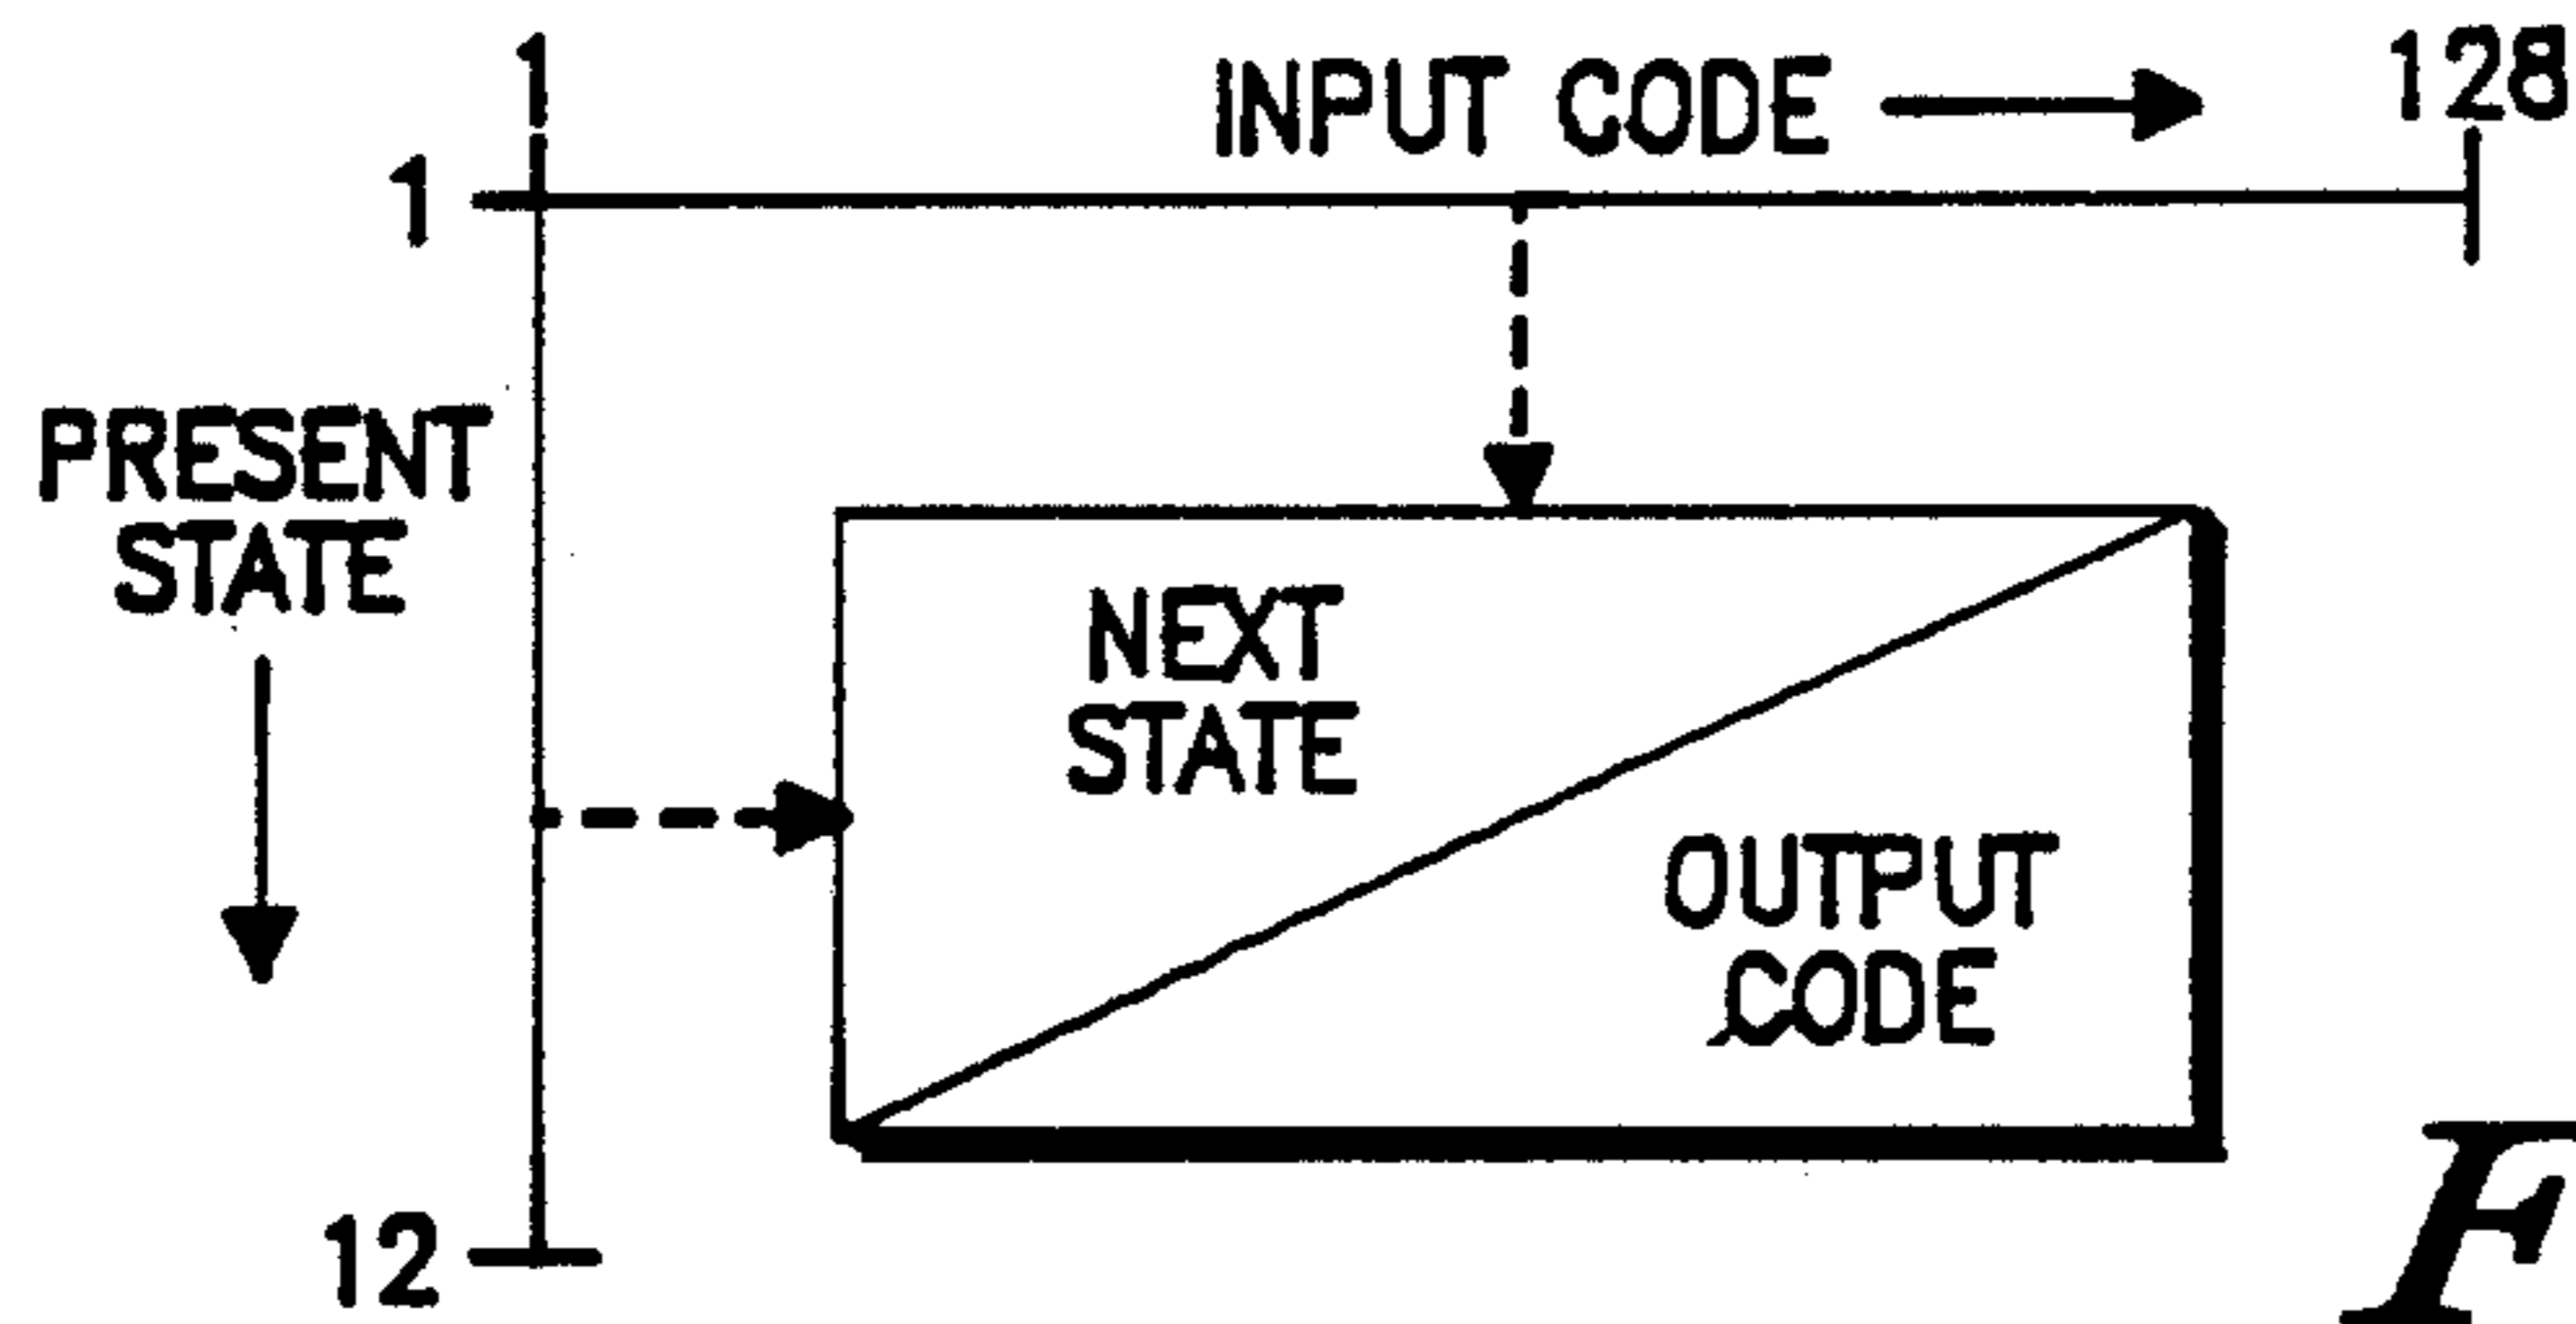 1
INPUT CODE
128
1
PRESENT
STATE
NEXT
STATE
OUTPUT
CODE
12
F